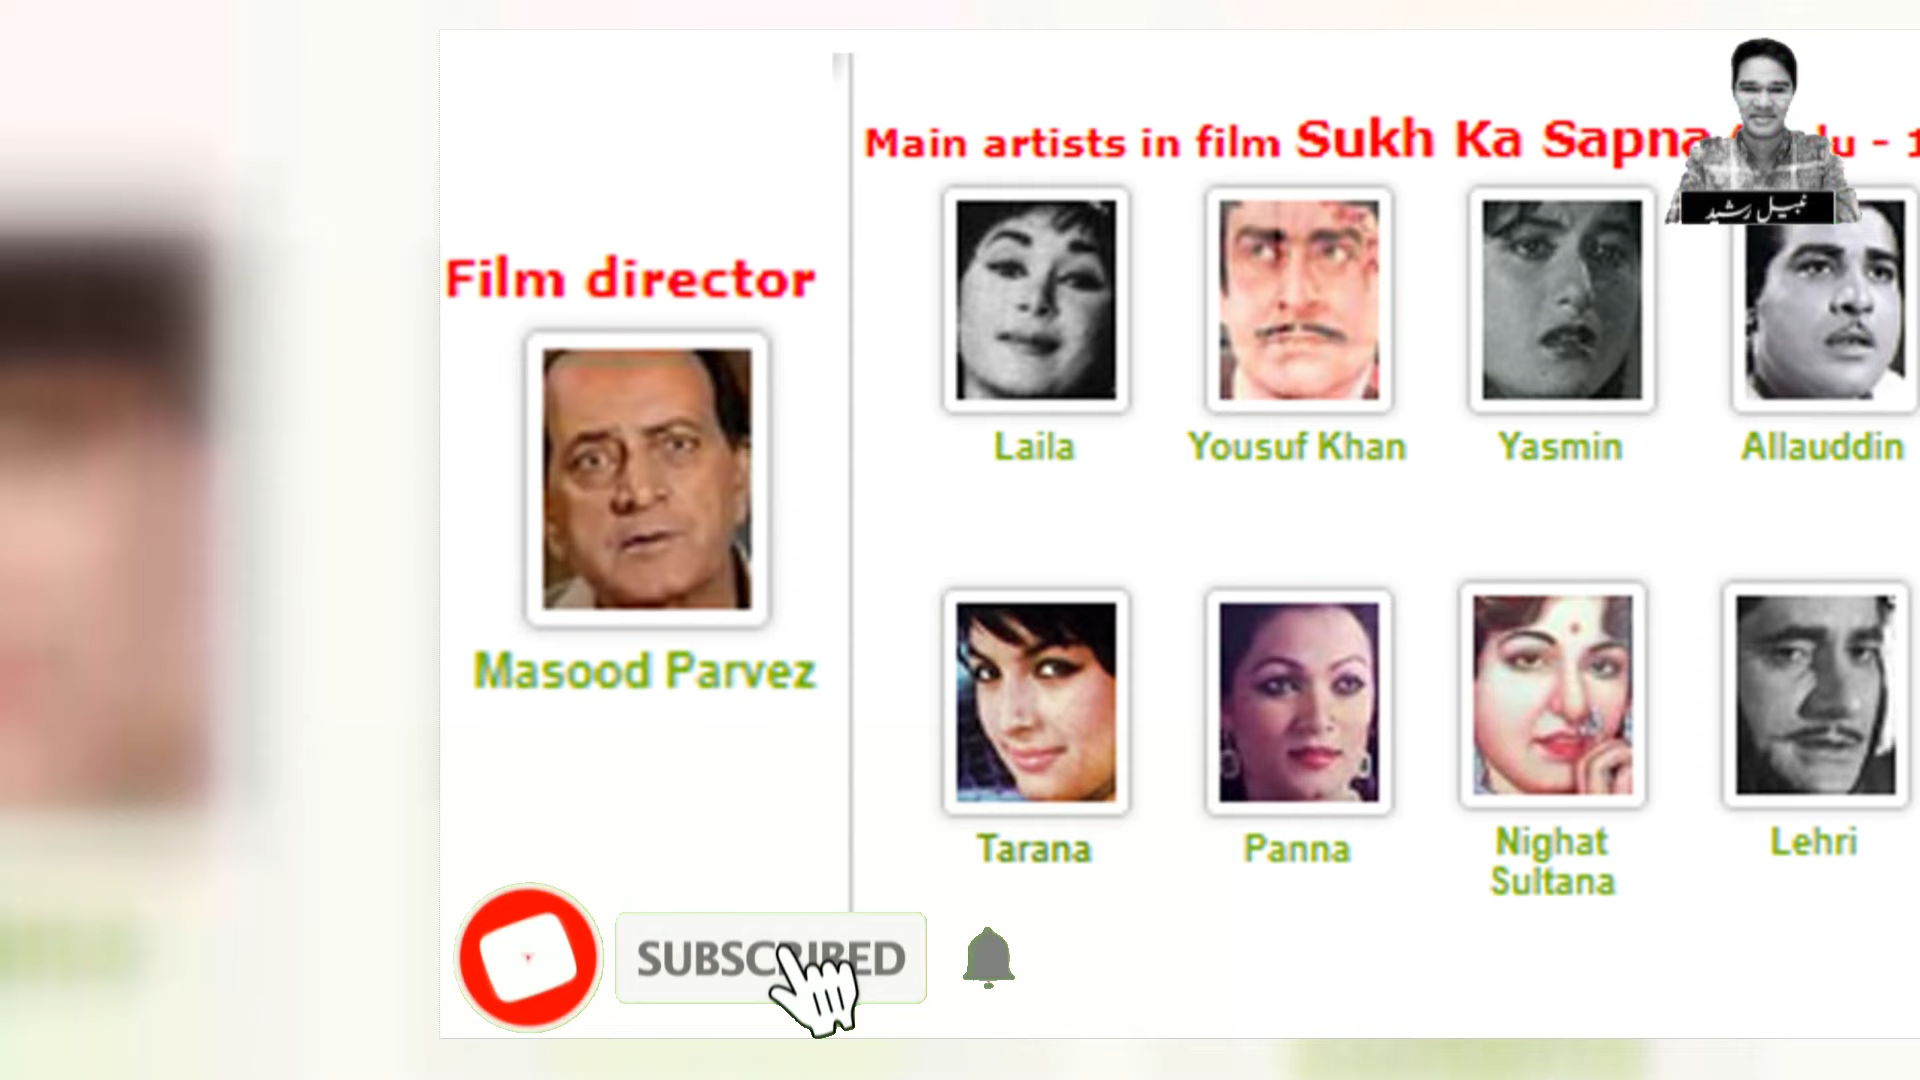 Main artists in film Sukh Ka Sapna
نبیل رشید
Film director
Masood Parvez
Laila
Yousuf Khan
Yasmin
Allauddin
Tarana
Panna
Nighat
Sultana
Lehri
SUBSCRIBED